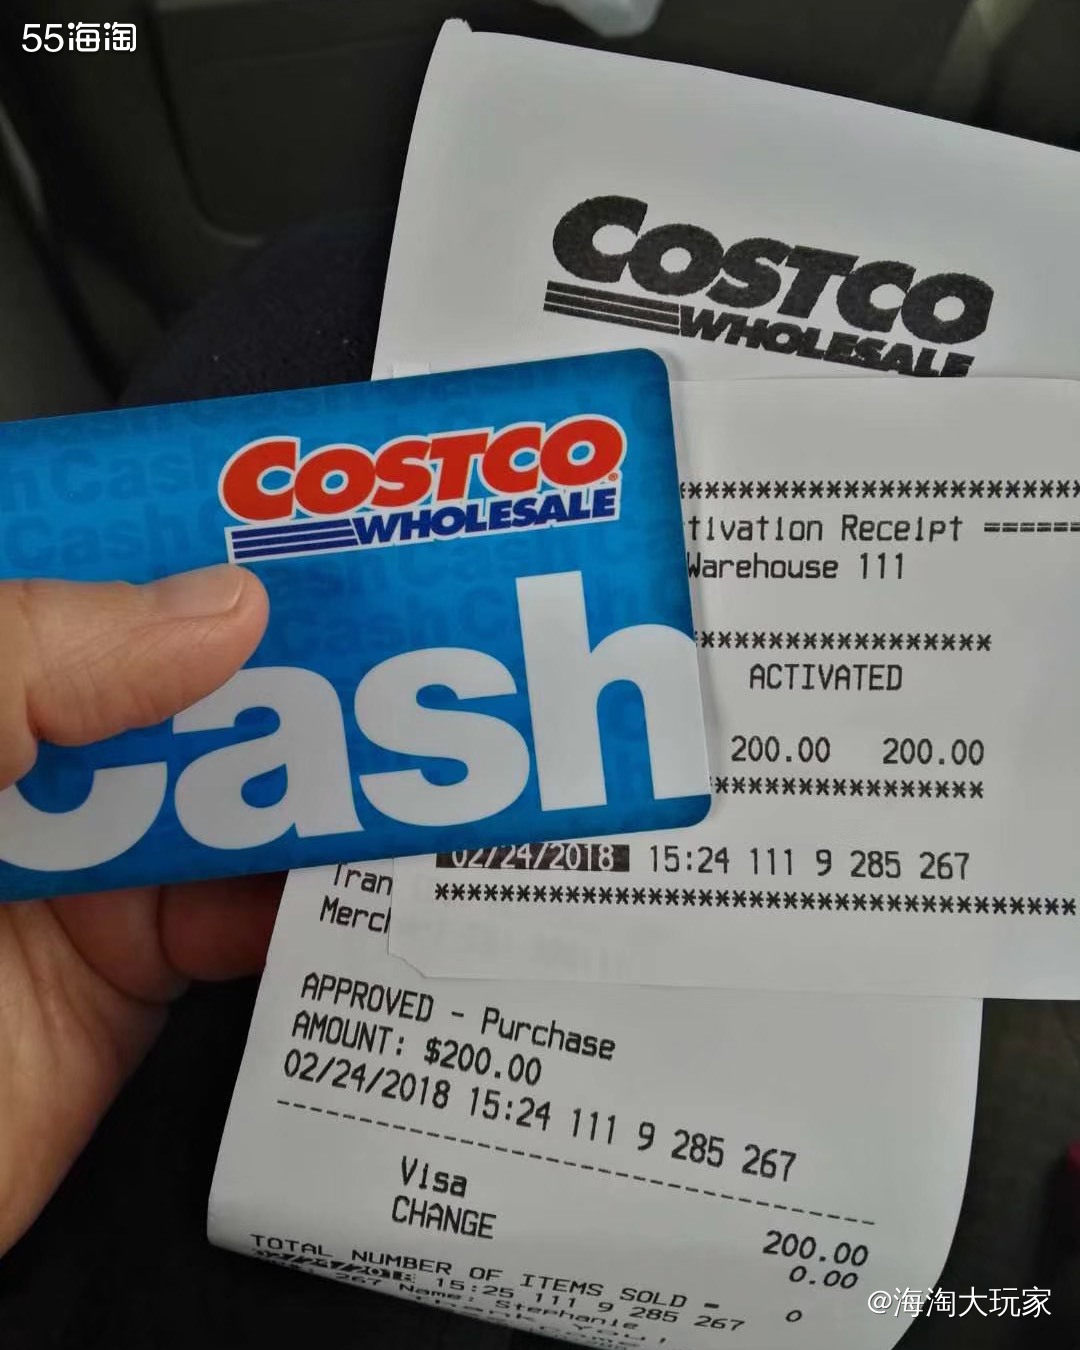 55海淘
COSTCO
WHOLESALE
COSTCO
WHOLESALE
Cash
***********************
tivation Receipt ======
Warehouse 111
*****************
ACTIVATED
200.00 200.00
****************
02/24/2018 15:24 111 9 285 267
***************************************
Tran
Merch
APPROVED - Purchase
AMOUNT: $200.00
02/24/2018 15:24 111 9 285 267
--------------------------------------------
Visa 200.00
CHANGE 0.00
TOTAL NUMBER OF ITEMS SOLD = 0
15:25 111 9 285 267
267 Name: Stephanie
@海淘大玩家